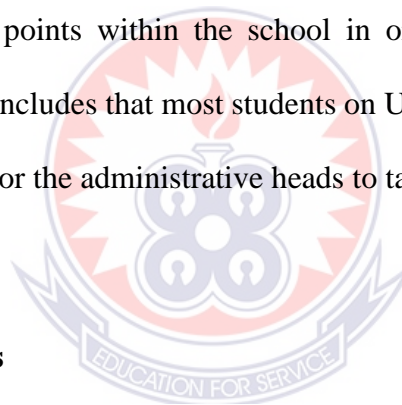 points within the school in o
ncludes that most students on U
or the administrative heads to ta
s
EDUCATION FOR SERVICE